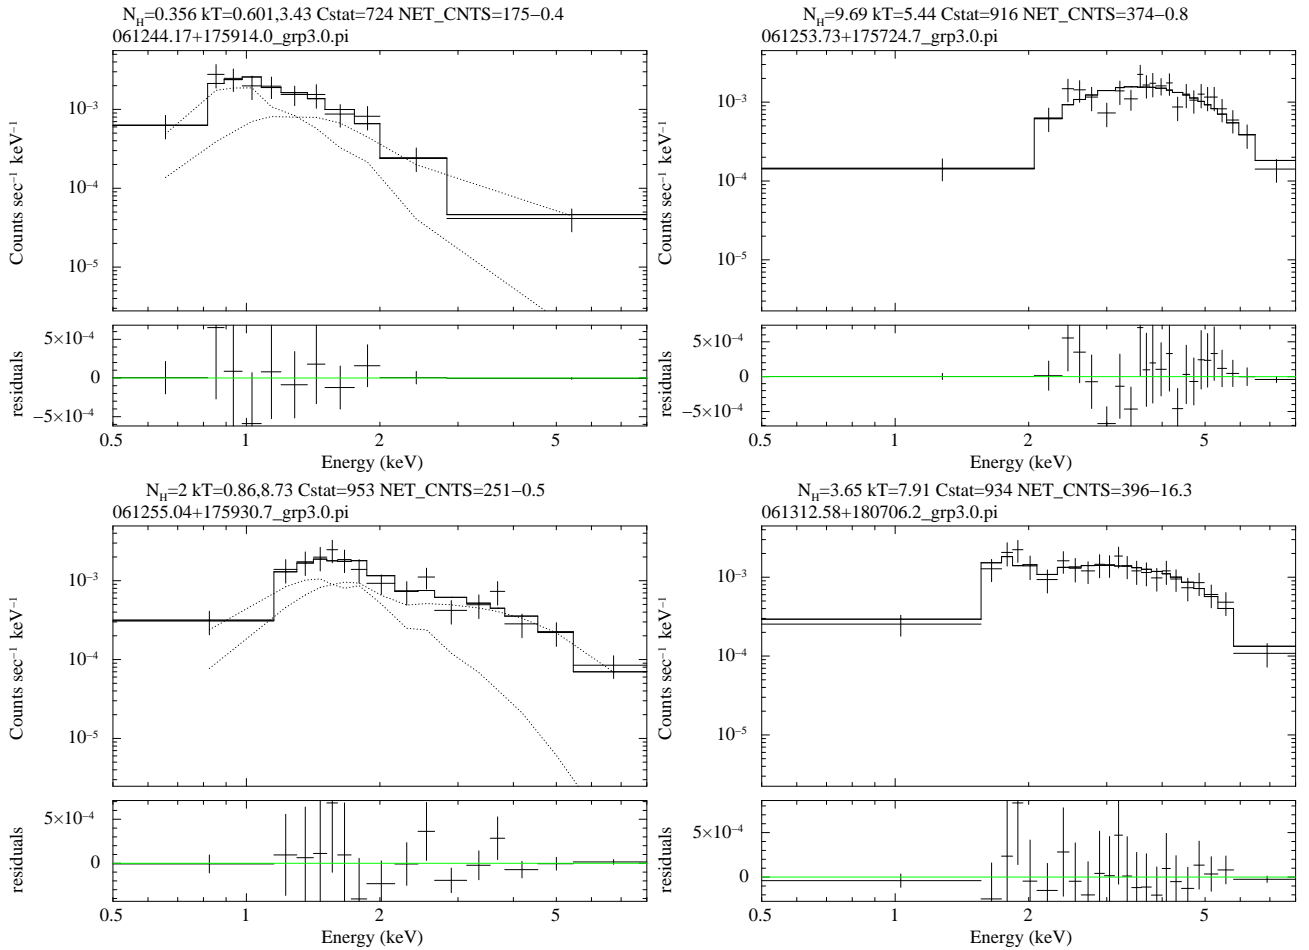 N_H=0.356 kT=0.601,3.43 Cstat=724 NET_CNTS=175−0.4
061244.17+175914.0_grp3.0.pi
Counts sec⁻¹ keV⁻¹
10⁻³
10⁻⁴
10⁻⁵
residuals
5×10⁻⁴
0
−5×10⁻⁴
0.5 1 2 5
Energy (keV)
N_H=9.69 kT=5.44 Cstat=916 NET_CNTS=374−0.8
061253.73+175724.7_grp3.0.pi
Counts sec⁻¹ keV⁻¹
10⁻³
10⁻⁴
10⁻⁵
residuals
5×10⁻⁴
0
−5×10⁻⁴
0.5 1 2 5
Energy (keV)
N_H=2 kT=0.86,8.73 Cstat=953 NET_CNTS=251−0.5
061255.04+175930.7_grp3.0.pi
Counts sec⁻¹ keV⁻¹
10⁻³
10⁻⁴
10⁻⁵
residuals
5×10⁻⁴
0
0.5 1 2 5
Energy (keV)
N_H=3.65 kT=7.91 Cstat=934 NET_CNTS=396−16.3
061312.58+180706.2_grp3.0.pi
Counts sec⁻¹ keV⁻¹
10⁻³
10⁻⁴
10⁻⁵
residuals
5×10⁻⁴
0
0.5 1 2 5
Energy (keV)